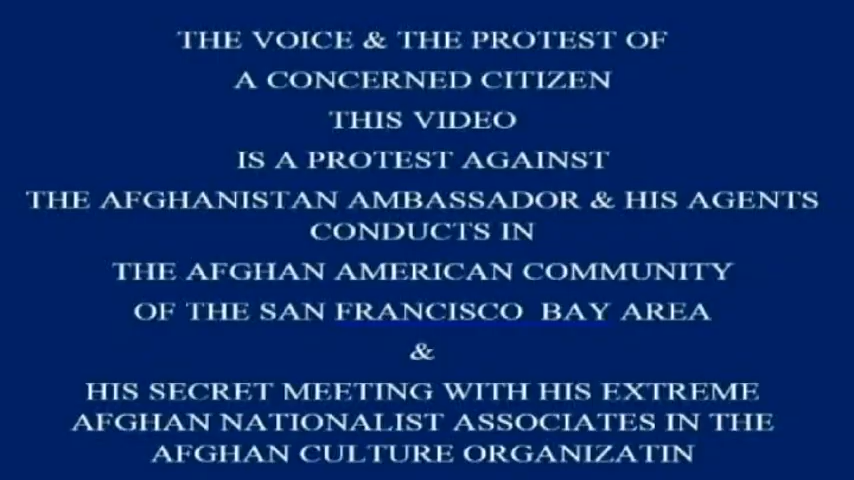 THE VOICE & THE PROTEST OF
A CONCERNED CITIZEN
THIS VIDEO
IS A PROTEST AGAINST
THE AFGHANISTAN AMBASSADOR & HIS AGENTS
CONDUCTS IN
THE AFGHAN AMERICAN COMMUNITY
OF THE SAN FRANCISCO BAY AREA
&
HIS SECRET MEETING WITH HIS EXTREME
AFGHAN NATIONALIST ASSOCIATES IN THE
AFGHAN CULTURE ORGANIZATIN